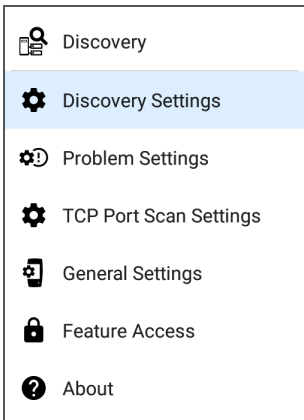 Discovery
Discovery Settings
Problem Settings
TCP Port Scan Settings
General Settings
Feature Access
About